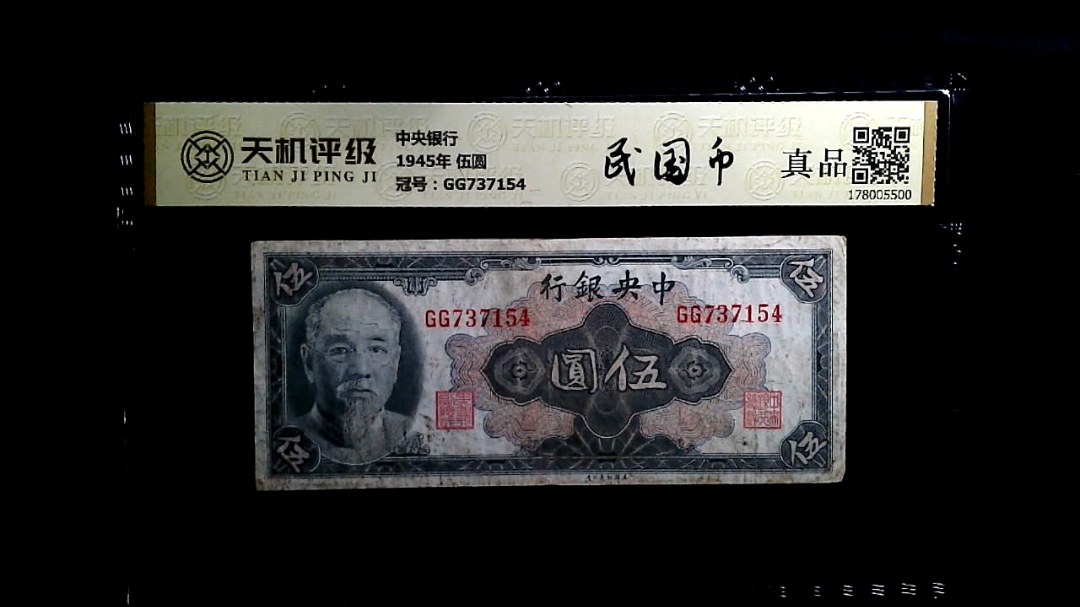 天机评级
TIAN JI PING JI
中央银行
1945年 伍圆
冠号：GG737154
民国币
真品
178005500
伍
伍
行銀央中
GG737154
GG737154
圓伍
伍
伍